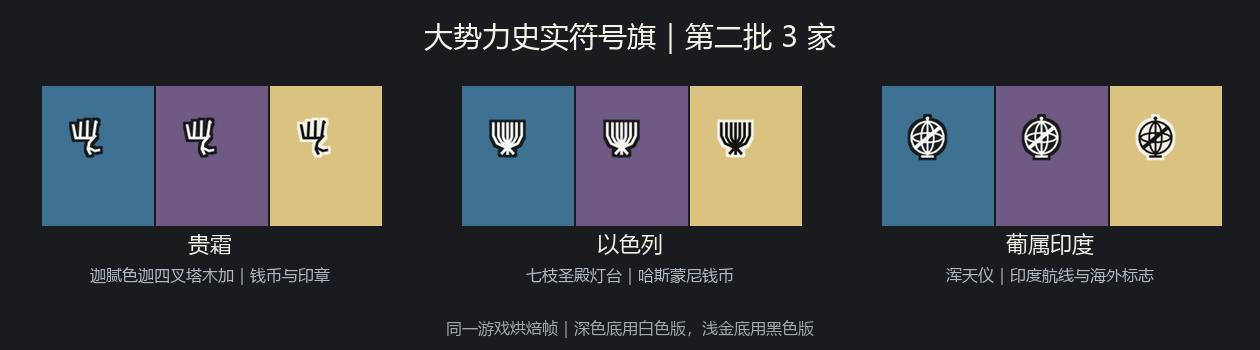 大势力史实符号旗｜第二批 3 家
贵霜
迦腻色迦四叉塔木加｜钱币与印章
以色列
七枝圣殿灯台｜哈斯蒙尼钱币
葡属印度
浑天仪｜印度航线与海外标志
同一游戏烘焙帧｜深色底用白色版，浅金底用黑色版